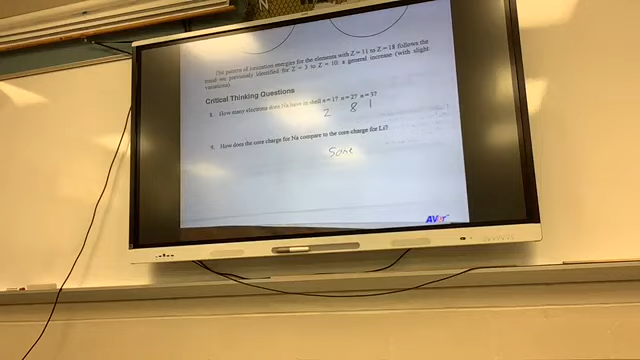 The pattern of ionization energies for the elements with Z = 11 to Z = 18 follows the
trend we previously identified for Z = 3 to Z = 10: a general increase (with slight
variations).
Critical Thinking Questions
8. How many electrons does Na have in shell n = 1? n = 2? n = 3?
2 8 1
9. How does the core charge for Na compare to the core charge for Li?
Same